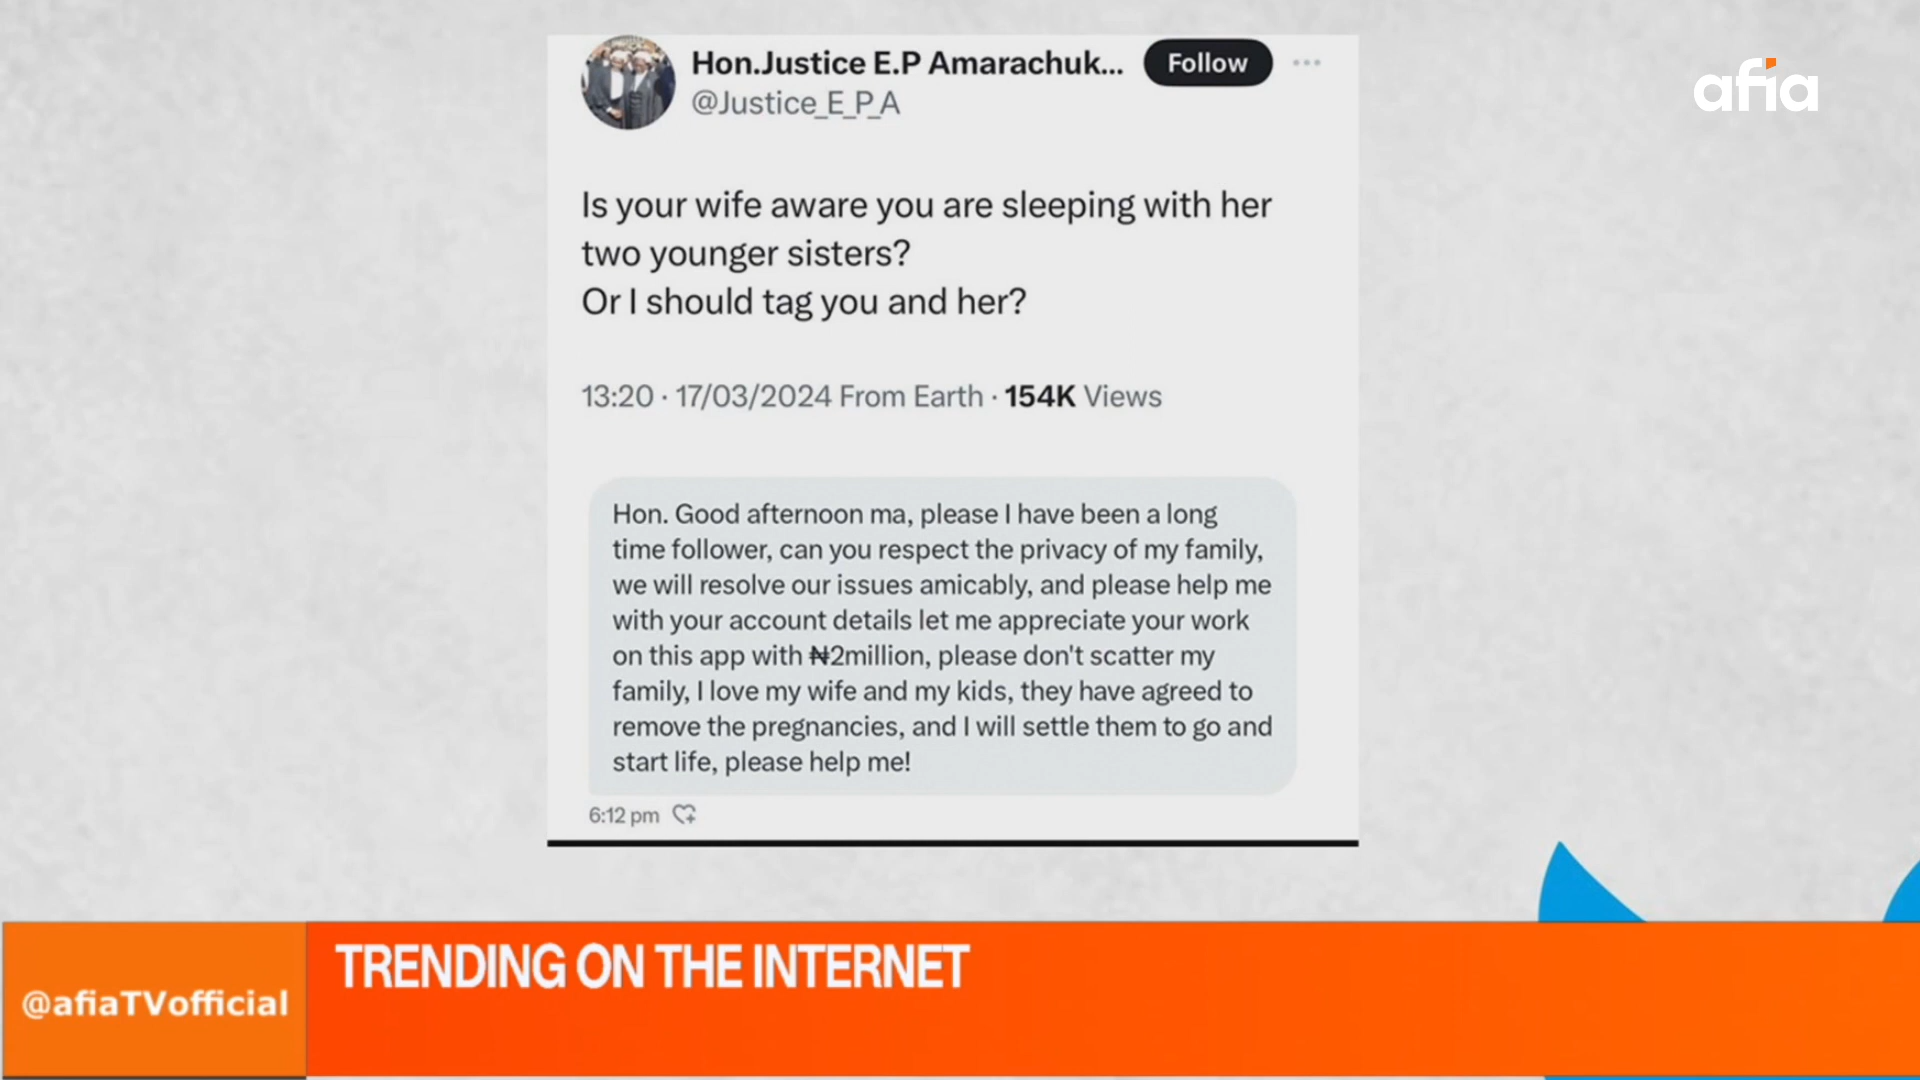 Hon.Justice E.P Amarachuk...
Follow
@Justice_E_P_A
afia
Is your wife aware you are sleeping with her
two younger sisters?
Or I should tag you and her?
13:20 · 17/03/2024 From Earth · 154K Views
Hon. Good afternoon ma, please I have been a long
time follower, can you respect the privacy of my family,
we will resolve our issues amicably, and please help me
with your account details let me appreciate your work
on this app with ₦2million, please don't scatter my
family, I love my wife and my kids, they have agreed to
remove the pregnancies, and I will settle them to go and
start life, please help me!
6:12 pm
TRENDING ON THE INTERNET
@afiaTVofficial